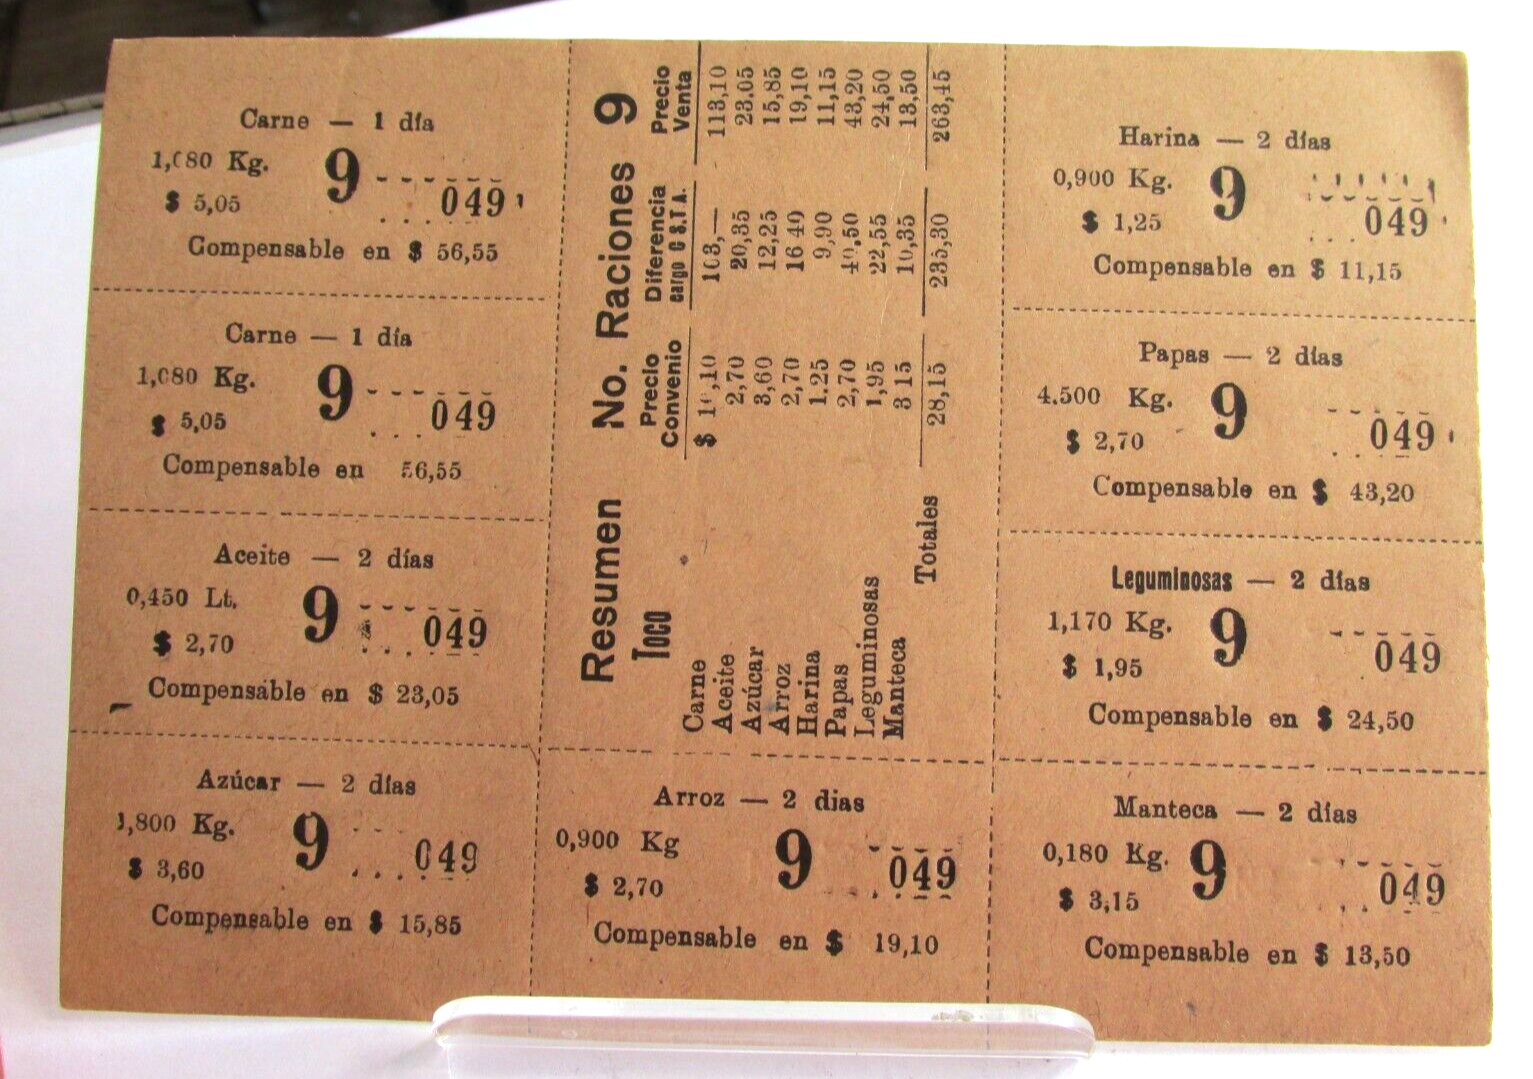 Carne — 1 día
1,080 Kg. 9
$ 5,05 049
Compensable en $ 56,55
Carne — 1 día
1,080 Kg. 9
$ 5,05 049
Compensable en 56,55
Aceite — 2 días
0,450 Lt. 9
$ 2,70 049
Compensable en $ 23,05
Azúcar — 2 días
1,800 Kg. 9
$ 3,60 049
Compensable en $ 15,85
Resumen No. Raciones 9
Toco Precio Convenio Diferencia cargo C S.T.A. Precio Venta
Carne $ 10,10 103,— 113,10
Aceite 2,70 20,35 23.05
Azúcar 3,60 12,25 15,85
Arroz 2,70 16 40 19,10
Harina 1.25 9,90 11,15
Papas 2,70 40,50 43,20
Leguminosas 1,95 22,55 24,50
Manteca 3 15 10,35 13,50
Totales 28,15 235,30 263,45
Arroz — 2 dias
0,900 Kg 9
$ 2,70 049
Compensable en $ 19,10
Harina — 2 días
0,900 Kg. 9
$ 1,25 049
Compensable en $ 11,15
Papas — 2 días
4.500 Kg. 9
$ 2,70 049
Compensable en $ 43,20
Leguminosas — 2 días
1,170 Kg. 9
$ 1,95 049
Compensable en $ 24,50
Manteca — 2 días
0,180 Kg. 9
$ 3,15 049
Compensable en $ 13,50